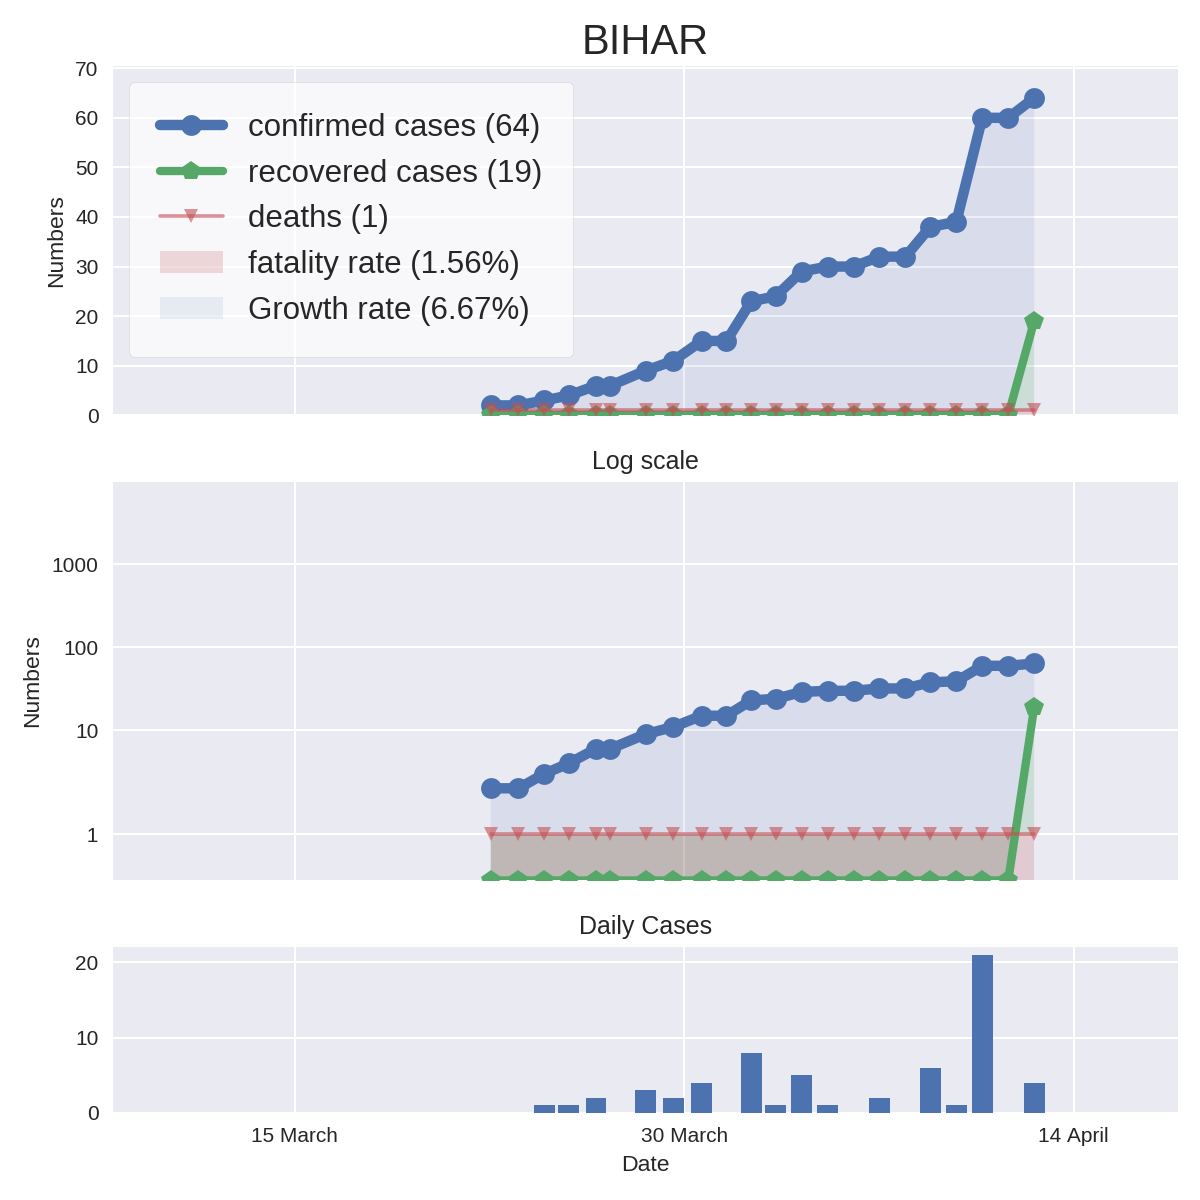 BIHAR
70
60
50
40
30
20
10
0
Numbers
confirmed cases (64)
recovered cases (19)
deaths (1)
fatality rate (1.56%)
Growth rate (6.67%)
Log scale
1000
100
10
1
Numbers
Daily Cases
20
10
0
15 March
30 March
14 April
Date